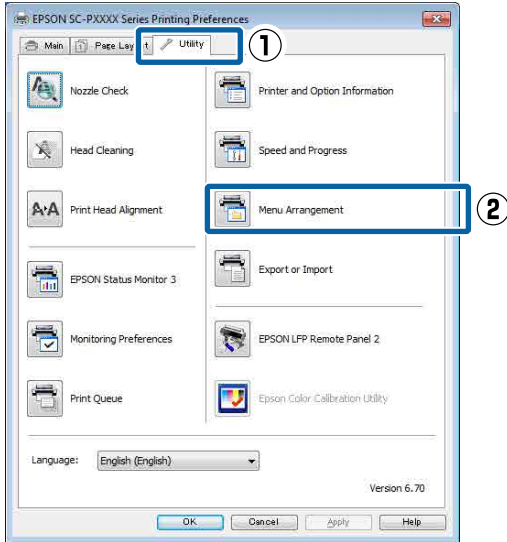 EPSON SC-PXXXX Series Printing Preferences
Main Page Lay t Utility ①
Nozzle Check
Printer and Option Information
Head Cleaning
Speed and Progress
A A Print Head Alignment
Menu Arrangement ②
EPSON Status Monitor 3
Export or Import
Monitoring Preferences
EPSON LFP Remote Panel 2
Print Queue
Epson Color Calibration Utility
Language: English (English)
Version 6.70
OK Cancel Apply Help